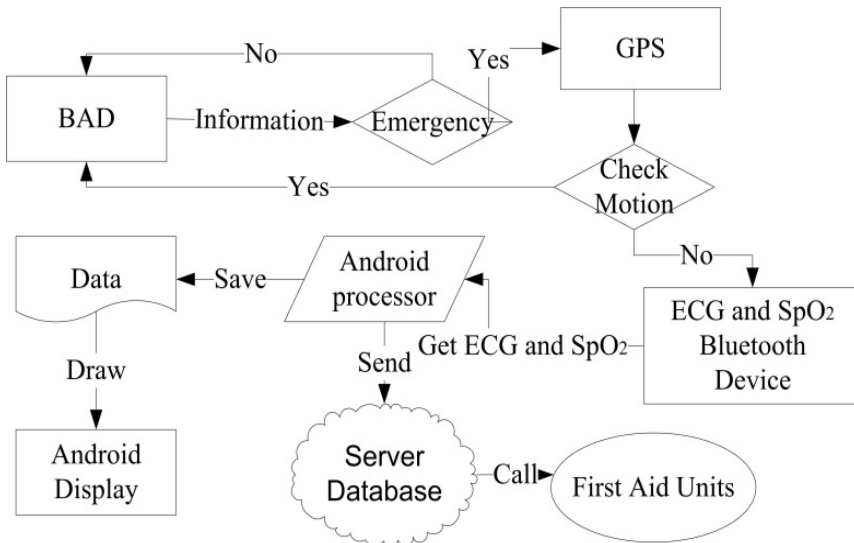 No
Yes
GPS
BAD
Information
Emergency
Check
Motion
Yes
No
Data
Save
Android
processor
ECG and SpO₂
Bluetooth
Device
Get ECG and SpO₂
Draw
Send
Android
Display
Server
Database
Call
First Aid Units